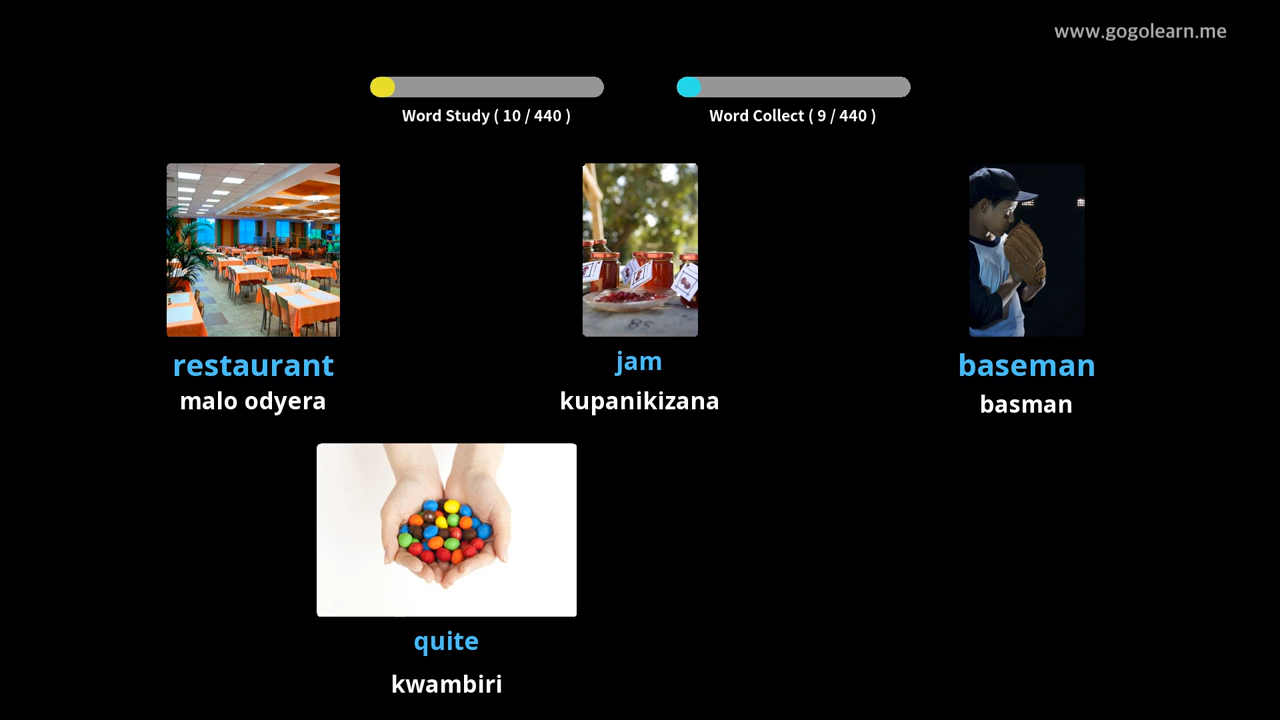 www.gogolearn.me
Word Study ( 10 / 440 )
Word Collect ( 9 / 440 )
restaurant
malo odyera
jam
kupanikizana
baseman
basman
quite
kwambiri